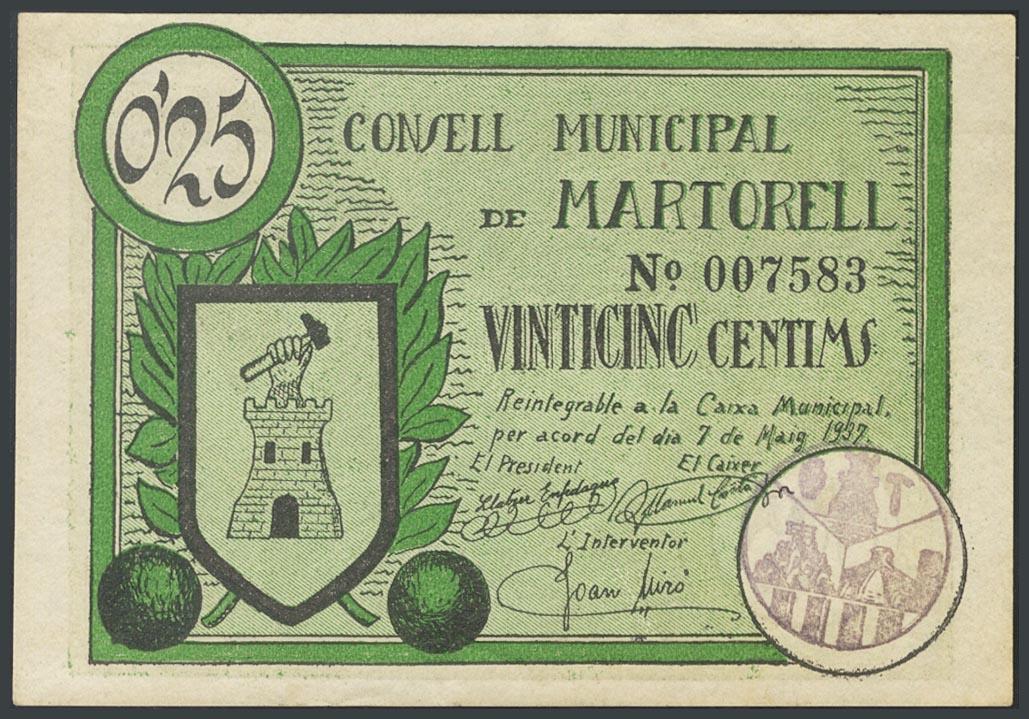 0'25
CONSELL MUNICIPAL
DE MARTORELL
Nº 007583
VINTICINC CENTIMS
Reintegrable a la Caixa Municipal,
per acord del dia 7 de Maig 1937.
El President El Caixer
Llatzer
L'Interventor
Joan Miró